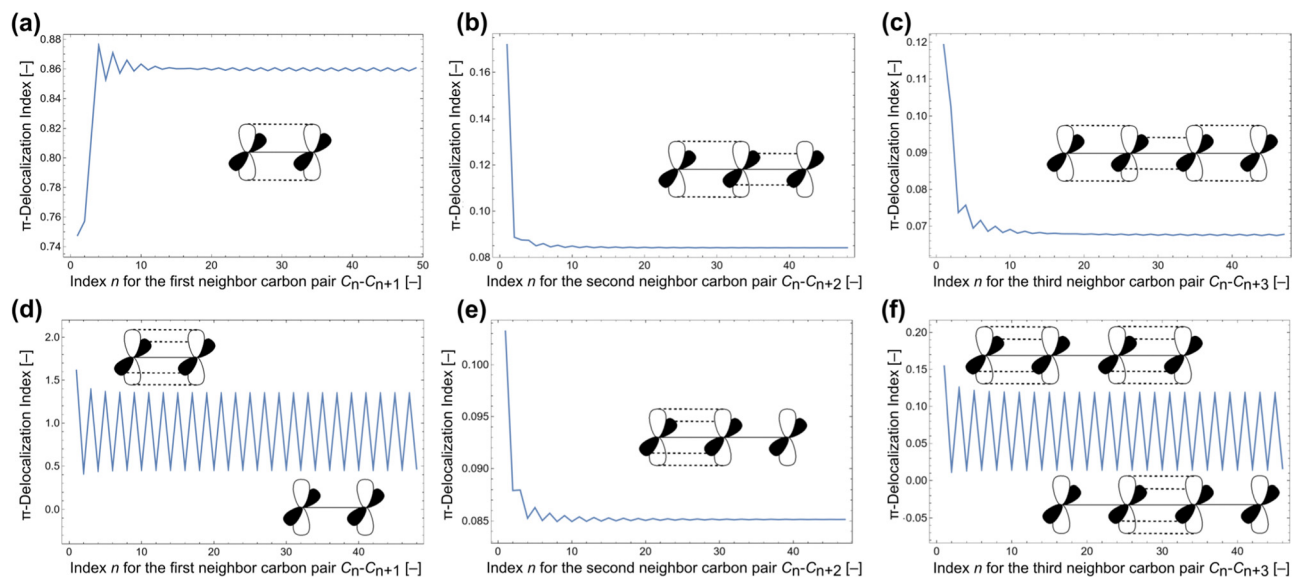 (a)
π-Delocalization Index [–]
0.88
0.86
0.84
0.82
0.80
0.78
0.76
0.74
0 10 20 30 40 50
Index n for the first neighbor carbon pair Cn-Cn+1 [–]
(b)
π-Delocalization Index [–]
0.16
0.14
0.12
0.10
0.08
0 10 20 30 40
Index n for the second neighbor carbon pair Cn-Cn+2 [–]
(c)
π-Delocalization Index [–]
0.12
0.11
0.10
0.09
0.08
0.07
0 10 20 30 40
Index n for the third neighbor carbon pair Cn-Cn+3 [–]
(d)
π-Delocalization Index [–]
2.0
1.5
1.0
0.5
0.0
0 10 20 30 40
Index n for the first neighbor carbon pair Cn-Cn+1 [–]
(e)
π-Delocalization Index [–]
0.100
0.095
0.090
0.085
0 10 20 30 40
Index n for the second neighbor carbon pair Cn-Cn+2 [–]
(f)
π-Delocalization Index [–]
0.20
0.15
0.10
0.05
0.00
-0.05
0 10 20 30 40
Index n for the third neighbor carbon pair Cn-Cn+3 [–]